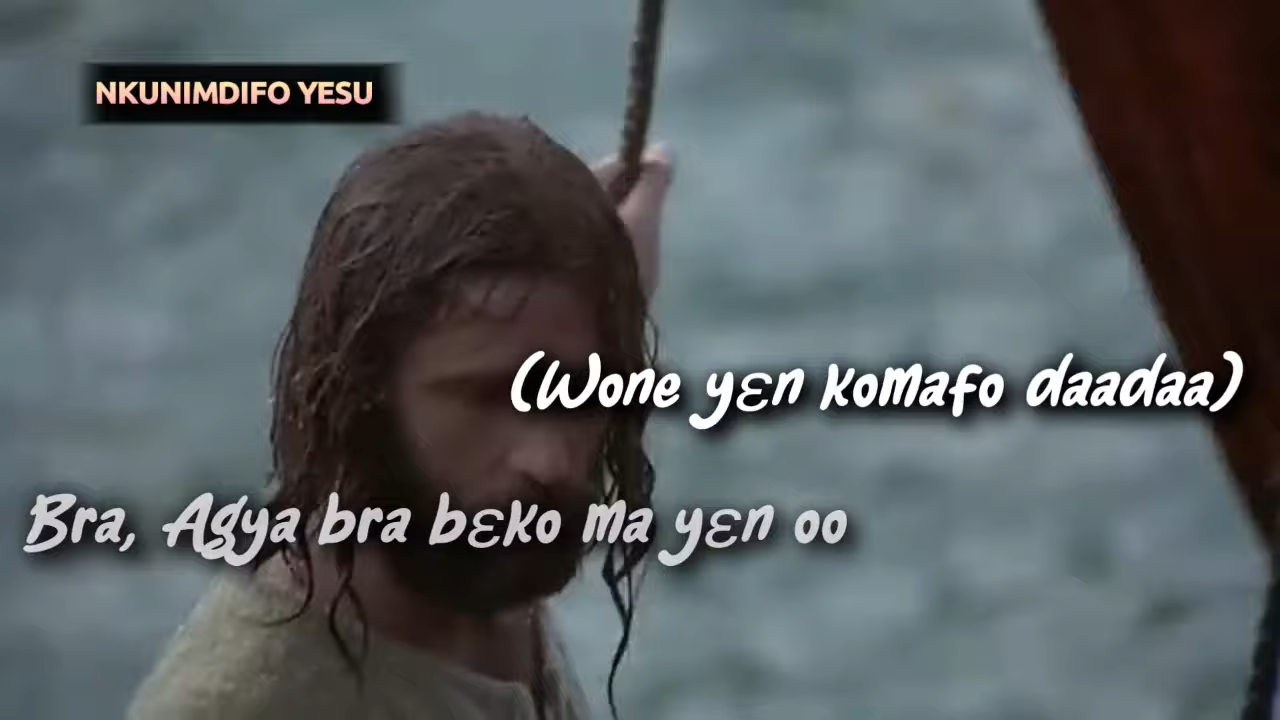 NKUNIMDIFO YESU
(Wone yɛn komafo daadaa)
Bra, Agya bra bɛko ma yɛn oo